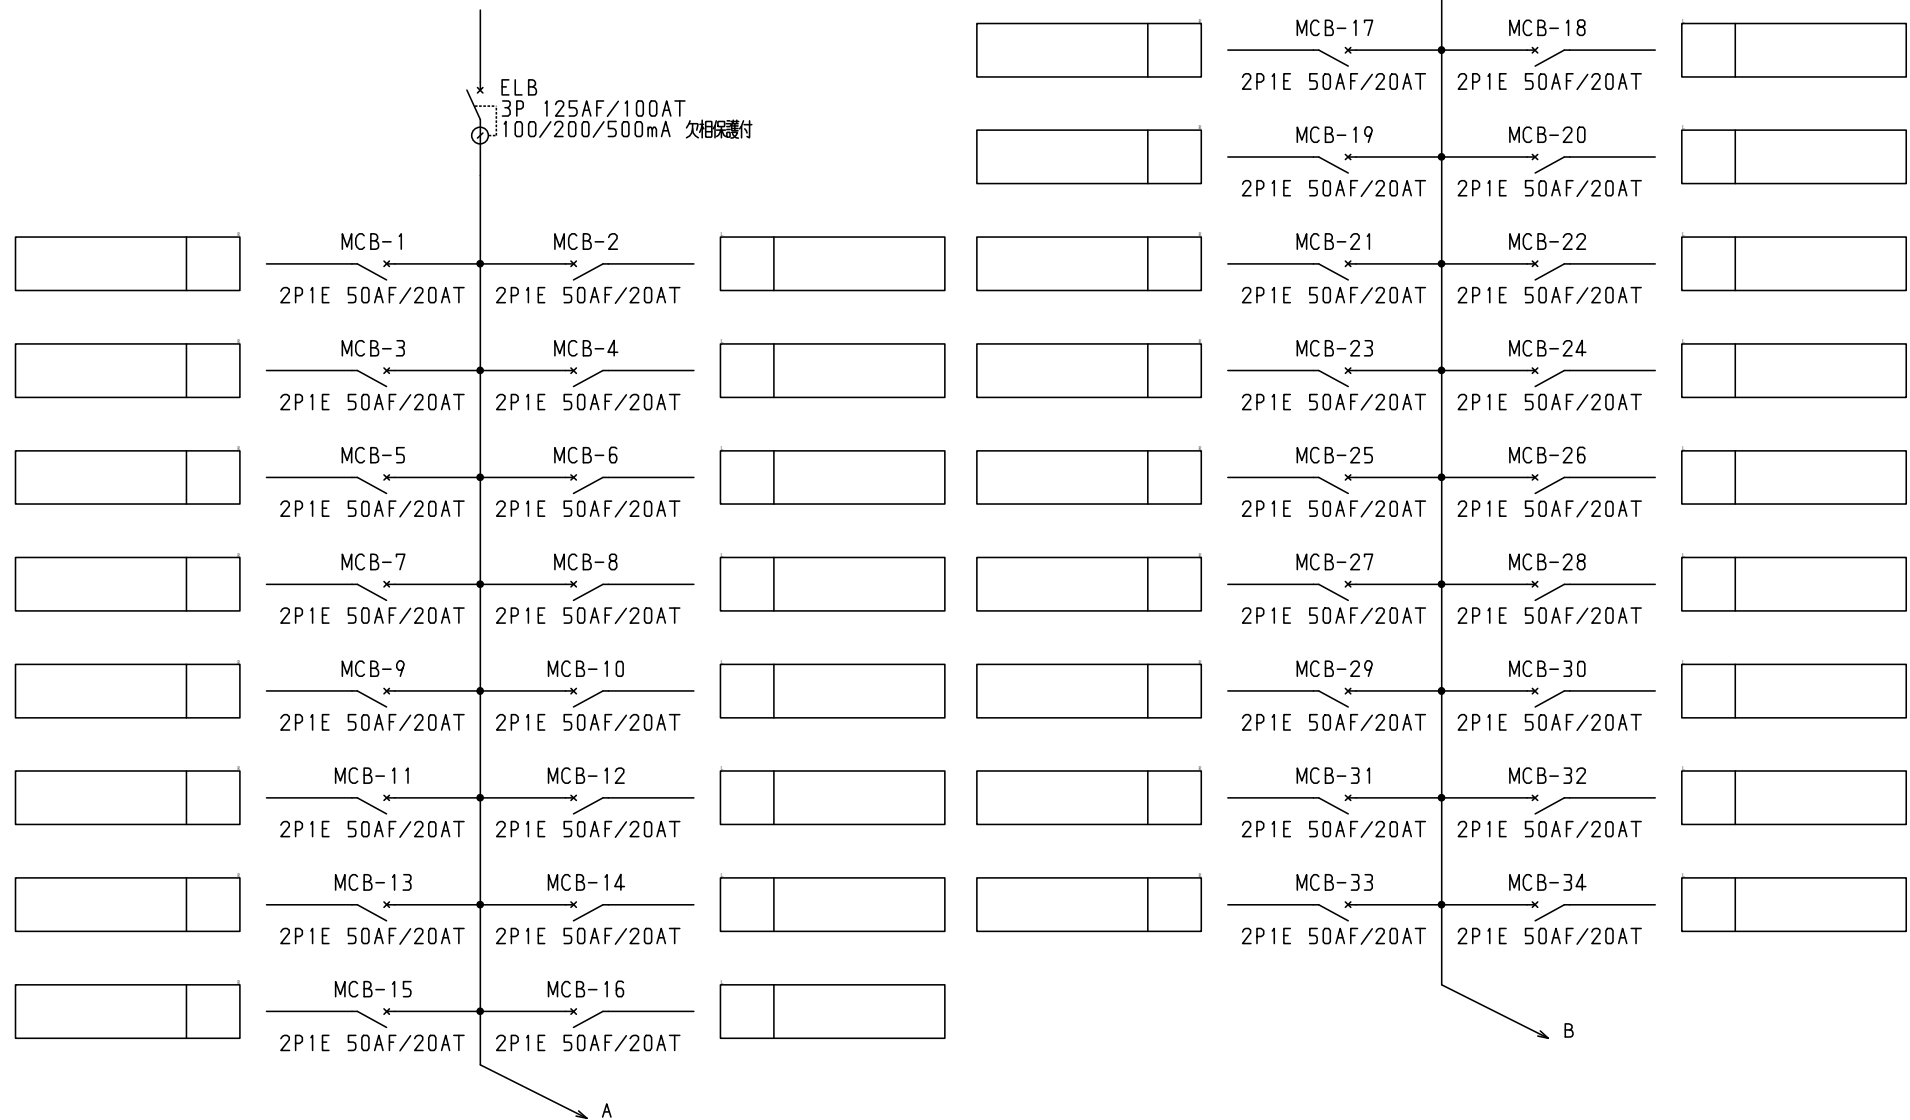 ELB
3P 125AF/100AT
100/200/500mA 欠相保護付
MCB-1 MCB-2
2P1E 50AF/20AT 2P1E 50AF/20AT
MCB-3 MCB-4
2P1E 50AF/20AT 2P1E 50AF/20AT
MCB-5 MCB-6
2P1E 50AF/20AT 2P1E 50AF/20AT
MCB-7 MCB-8
2P1E 50AF/20AT 2P1E 50AF/20AT
MCB-9 MCB-10
2P1E 50AF/20AT 2P1E 50AF/20AT
MCB-11 MCB-12
2P1E 50AF/20AT 2P1E 50AF/20AT
MCB-13 MCB-14
2P1E 50AF/20AT 2P1E 50AF/20AT
MCB-15 MCB-16
2P1E 50AF/20AT 2P1E 50AF/20AT
A
MCB-17 MCB-18
2P1E 50AF/20AT 2P1E 50AF/20AT
MCB-19 MCB-20
2P1E 50AF/20AT 2P1E 50AF/20AT
MCB-21 MCB-22
2P1E 50AF/20AT 2P1E 50AF/20AT
MCB-23 MCB-24
2P1E 50AF/20AT 2P1E 50AF/20AT
MCB-25 MCB-26
2P1E 50AF/20AT 2P1E 50AF/20AT
MCB-27 MCB-28
2P1E 50AF/20AT 2P1E 50AF/20AT
MCB-29 MCB-30
2P1E 50AF/20AT 2P1E 50AF/20AT
MCB-31 MCB-32
2P1E 50AF/20AT 2P1E 50AF/20AT
MCB-33 MCB-34
2P1E 50AF/20AT 2P1E 50AF/20AT
B